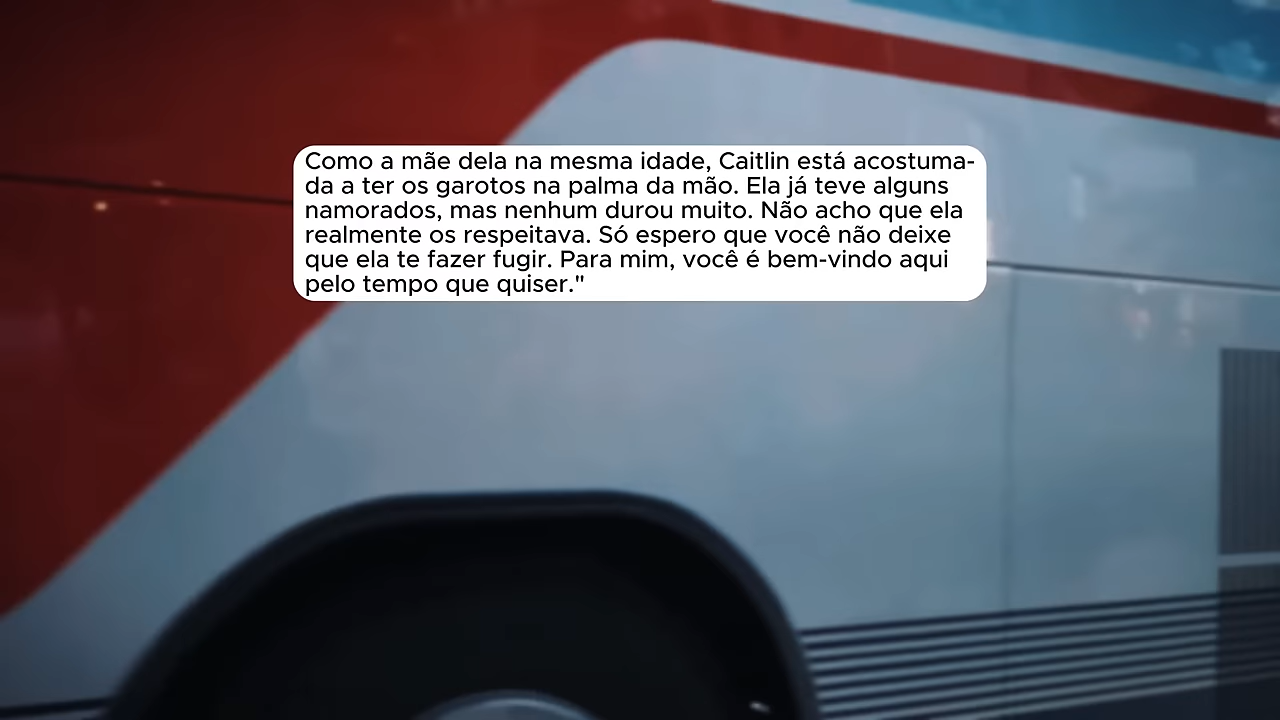 Como a mãe dela na mesma idade, Caitlin está acostuma-
da a ter os garotos na palma da mão. Ela já teve alguns
namorados, mas nenhum durou muito. Não acho que ela
realmente os respeitava. Só espero que você não deixe
que ela te fazer fugir. Para mim, você é bem-vindo aqui
pelo tempo que quiser."